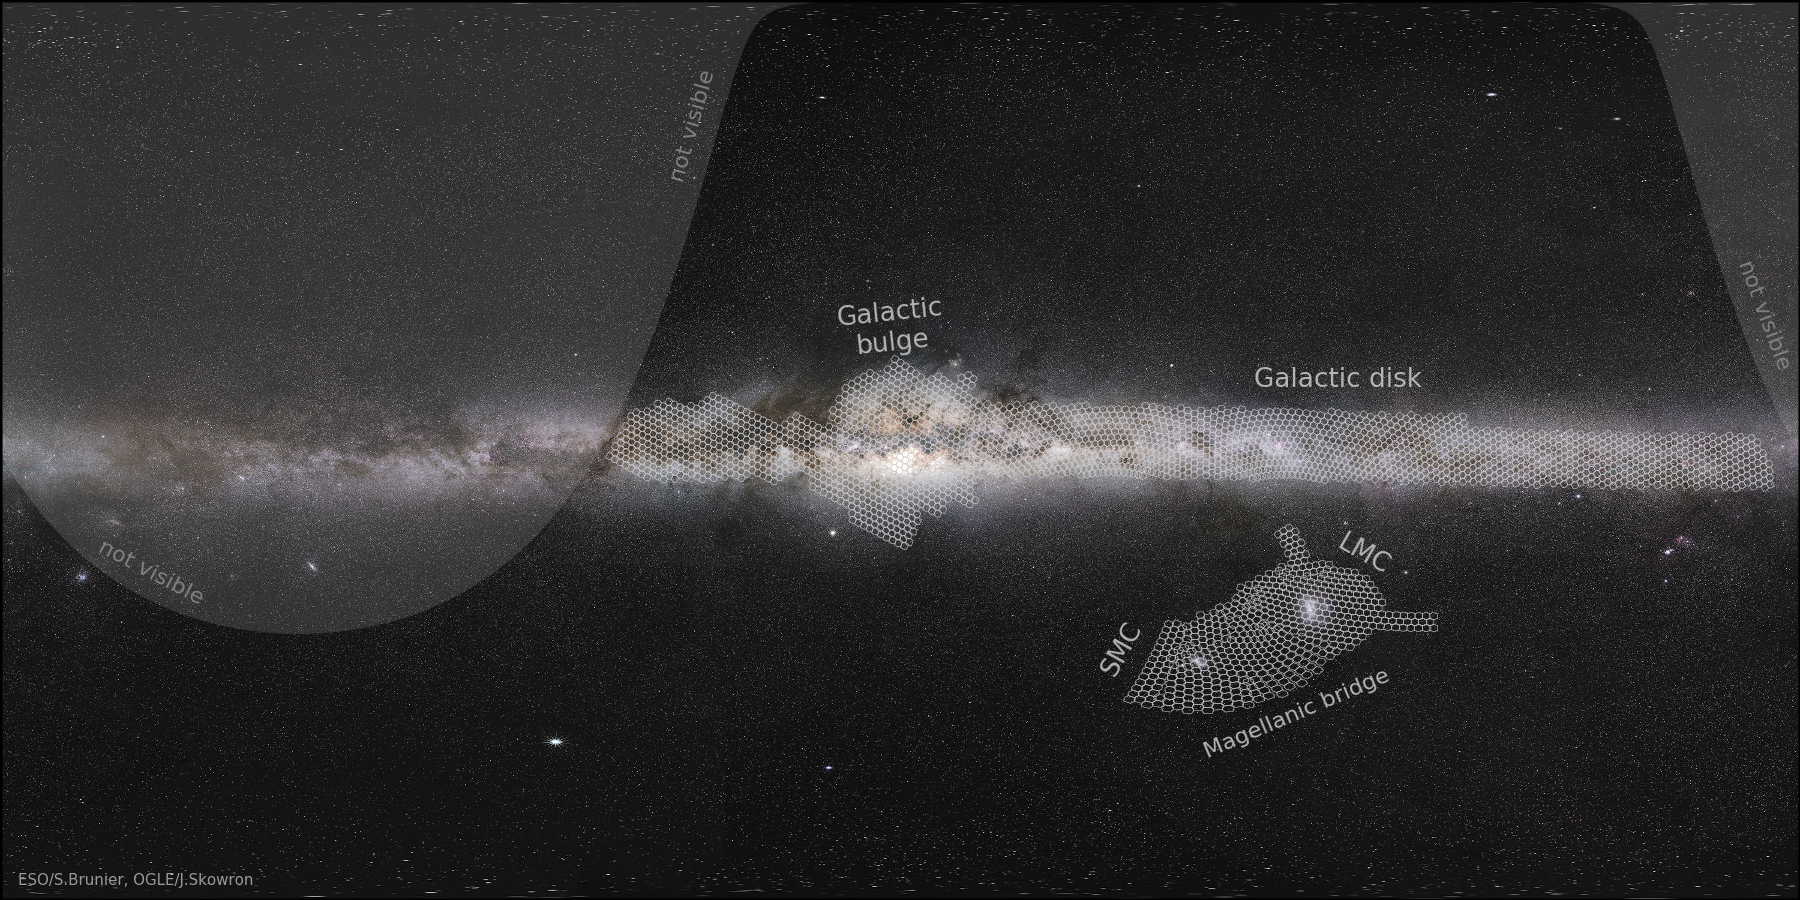 not visible
not visible
Galactic
bulge
Galactic disk
not visible
LMC
SMC
Magellanic bridge
ESO/S.Brunier, OGLE/J.Skowron